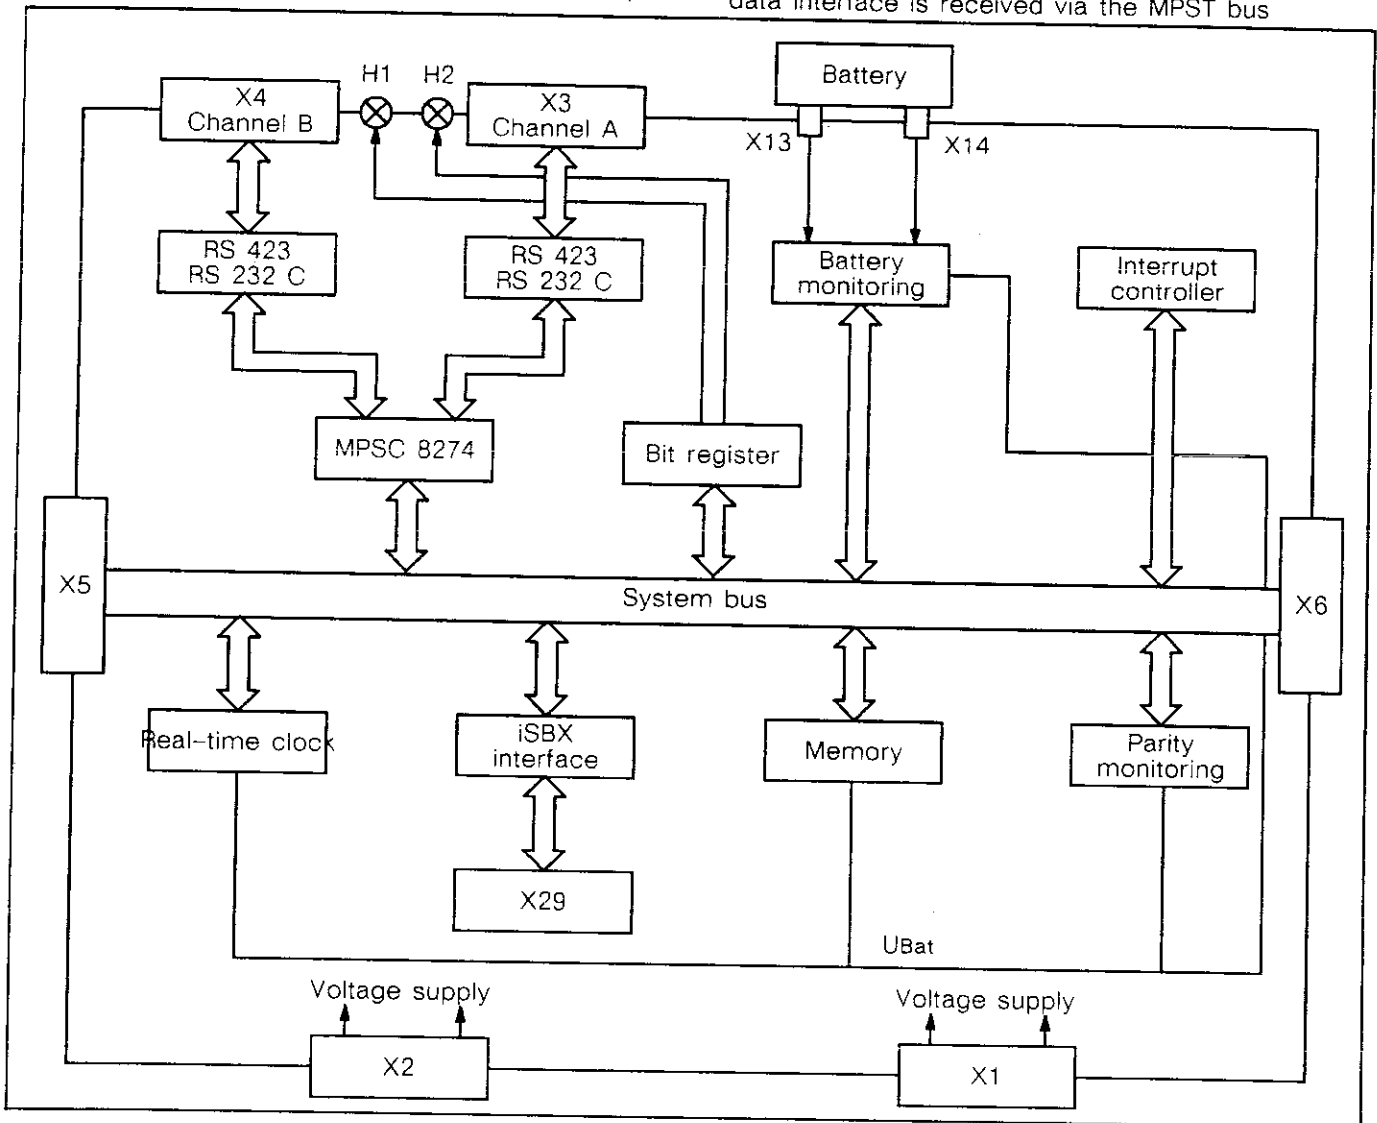 data interface is received via the MPST bus
Battery
H1
H2
X4
Channel B
X3
Channel A
X13
X14
RS 423
RS 232 C
RS 423
RS 232 C
Battery
monitoring
Interrupt
controller
MPSC 8274
Bit register
X5
System bus
X6
Real-time clock
iSBX
interface
Memory
Parity
monitoring
X29
UBat
Voltage supply
Voltage supply
X2
X1